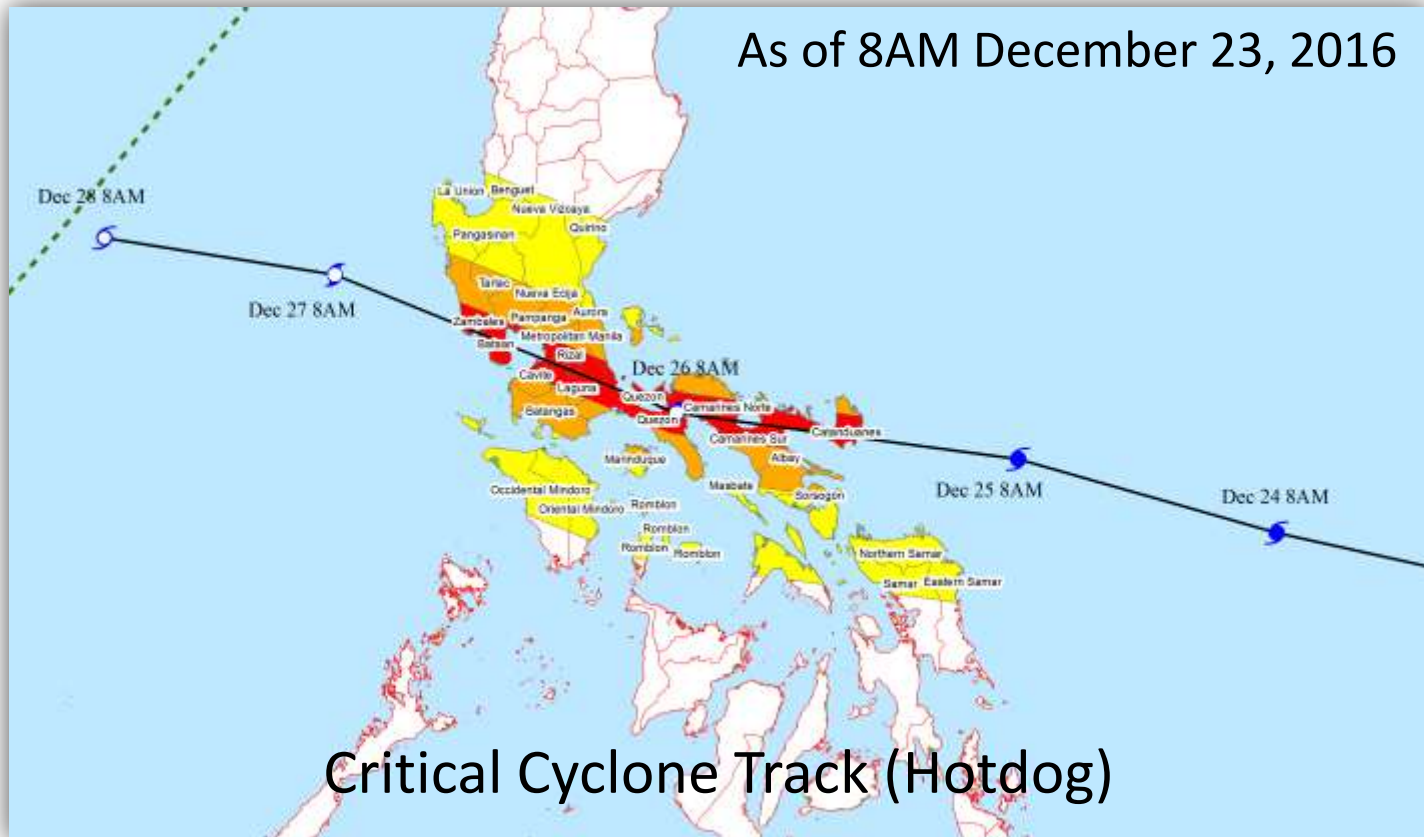 As of 8AM December 23, 2016
Dec 28 8AM
La Union
Benguet
Nueva Vizcaya
Quirino
Pangasinan
Dec 27 8AM
Tarlac
Nueva Ecija
Zambales
Pampanga
Aurora
Bataan
Metropolitan Manila
Rizal
Dec 26 8AM
Cavite
Laguna
Quezon
Camarines Norte
Batangas
Quezon
Catanduanes
Camarines Sur
Marinduque
Albay
Dec 25 8AM
Dec 24 8AM
Masbate
Sorsogon
Occidental Mindoro
Oriental Mindoro
Romblon
Romblon
Romblon
Romblon
Northern Samar
Samar
Eastern Samar
Critical Cyclone Track (Hotdog)